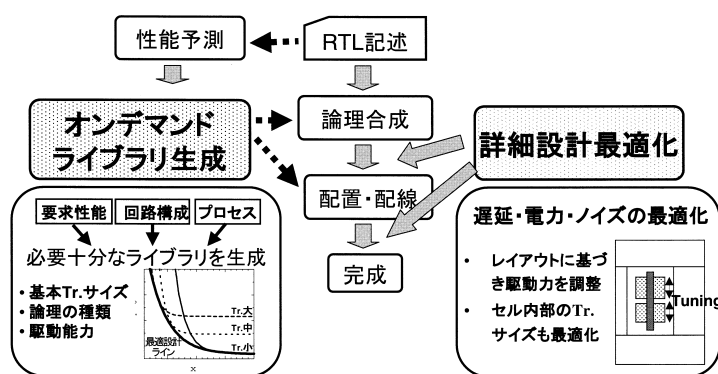 性能予測
RTL記述
オンデマンド
ライブラリ生成
論理合成
詳細設計最適化
配置・配線
完成
要求性能
回路構成
プロセス
必要十分なライブラリを生成
・基本Tr.サイズ
・論理の種類
・駆動能力
Tr.大
Tr.中
Tr.小
最適設計
ライン
x
遅延・電力・ノイズの最適化
・ レイアウトに基づ
き駆動力を調整
・ セル内部のTr.
サイズも最適化
Tuning